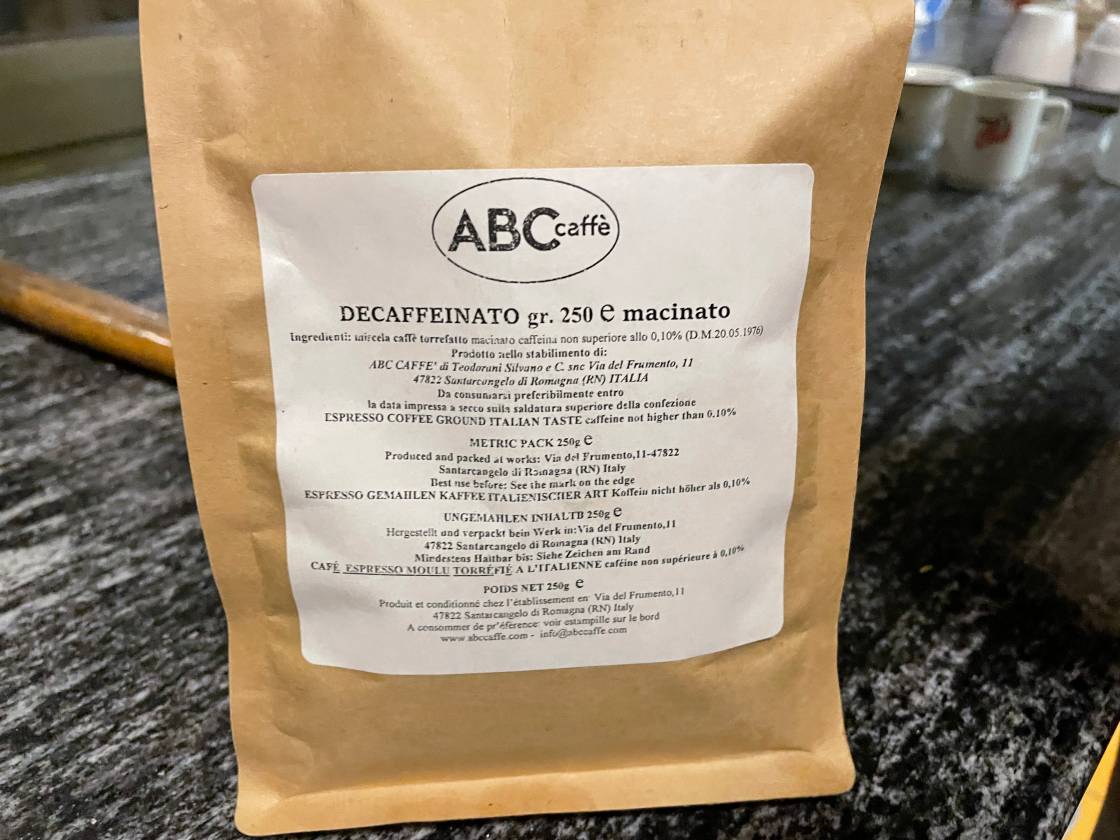 ABCcaffè
DECAFFEINATO gr. 250 ℮ macinato
Ingredienti: miscela caffè torrefatto macinato caffeina non superiore allo 0,10% (D.M.20.05.1976)
Prodotto nello stabilimento di:
ABC CAFFE' di Teodorani Silvano e C. snc Via del Frumento, 11
47822 Santarcangelo di Romagna (RN) ITALIA
Da consumarsi preferibilmente entro
la data impressa a secco sulla saldatura superiore della confezione
ESPRESSO COFFEE GROUND ITALIAN TASTE caffeine not higher than 0.10%
METRIC PACK 250g ℮
Produced and packed at works: Via del Frumento,11-47822
Santarcangelo di Romagna (RN) Italy
Best use before: See the mark on the edge
ESPRESSO GEMAHLEN KAFFEE ITALIENISCHER ART Koffein nicht höher als 0,10%
UNGEMAHLEN INHALTB 250g ℮
Hergestellt und verpackt bein Werk in:Via del Frumento,11
47822 Santarcangelo di Romagna (RN) Italy
Mindestens Haltbar bis: Siehe Zeichen am Rand
CAFÉ ESPRESSO MOULU TORRÉFIÉ A L'ITALIENNE caféine non supérieure à 0,10%
POIDS NET 250g ℮
Produit et conditionné chez l'établissement en: Via del Frumento,11
47822 Santarcangelo di Romagna (RN) Italy
A consommer de pr'éference: voir estampille sur le bord
www.abccaffe.com - info@abccaffe.com